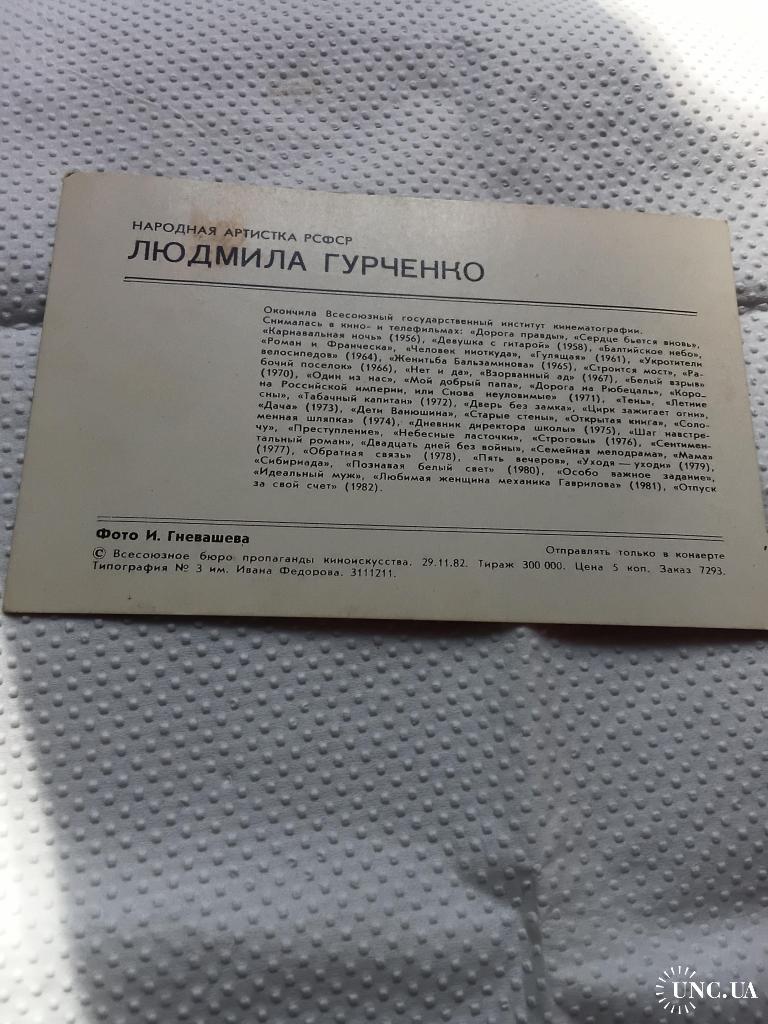 НАРОДНАЯ АРТИСТКА РСФСР
ЛЮДМИЛА ГУРЧЕНКО
Окончила Всесоюзный государственный институт кинематографии.
Снималась в кино- и телефильмах: «Дорога правды», «Сердце бьется вновь»,
«Карнавальная ночь» (1956), «Девушка с гитарой» (1958), «Балтийское небо»,
«Роман и Франческа», «Человек ниоткуда», «Гулящая» (1961), «Укротители
велосипедов» (1964), «Женитьба Бальзаминова» (1965), «Строится мост», «Ра-
бочий поселок» (1966), «Нет и да», «Взорванный ад» (1967), «Белый взрыв»
(1970), «Один из нас», «Мой добрый папа», «Дорога на Рюбецаль», «Коро-
на Российской империи, или Снова неуловимые» (1971), «Тень», «Летние
сны», «Табачный капитан» (1972), «Дверь без замка», «Цирк зажигает огни»,
«Дача» (1973), «Дети Ванюшина», «Старые стены», «Открытая книга», «Соло-
менная шляпка» (1974), «Дневник директора школы» (1975), «Шаг навстре-
чу», «Преступление», «Небесные ласточки», «Строговы» (1976), «Сентимен-
тальный роман», «Двадцать дней без войны», «Семейная мелодрама», «Мама»
(1977), «Обратная связь» (1978), «Пять вечеров», «Уходя — уходи» (1979),
«Сибириада», «Познавая белый свет» (1980), «Особо важное задание»,
«Идеальный муж», «Любимая женщина механика Гаврилова» (1981), «Отпуск
за свой счет» (1982).
Фото И. Гневашева
Отправлять только в конверте
© Всесоюзное бюро пропаганды киноискусства. 29.11.82. Тираж 300 000. Цена 5 коп. Заказ 7293.
Типография № 3 им. Ивана Федорова. 3111211.
UNC.UA